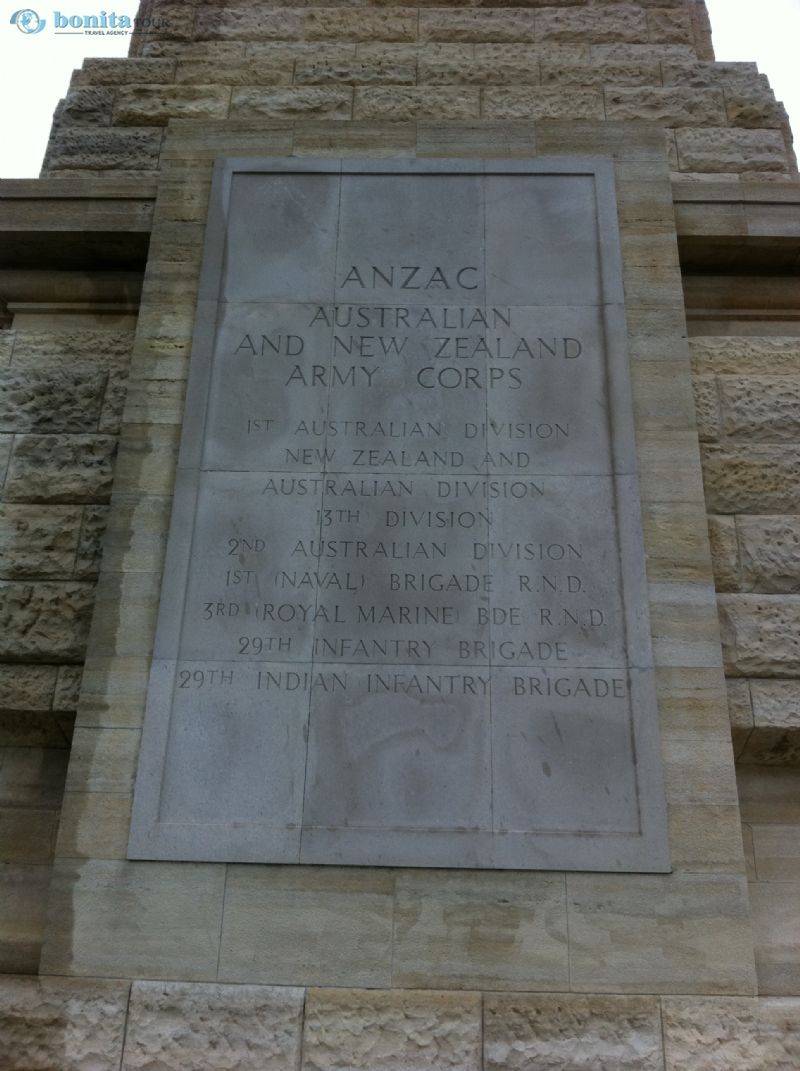 bonita TOUR
TRAVEL AGENCY
ANZAC
AUSTRALIAN
AND NEW ZEALAND
ARMY CORPS
1ST AUSTRALIAN DIVISION
NEW ZEALAND AND
AUSTRALIAN DIVISION
13TH DIVISION
2ND AUSTRALIAN DIVISION
1ST (NAVAL) BRIGADE R.N.D.
3RD (ROYAL MARINE) BDE R.N.D.
29TH INFANTRY BRIGADE
29TH INDIAN INFANTRY BRIGADE